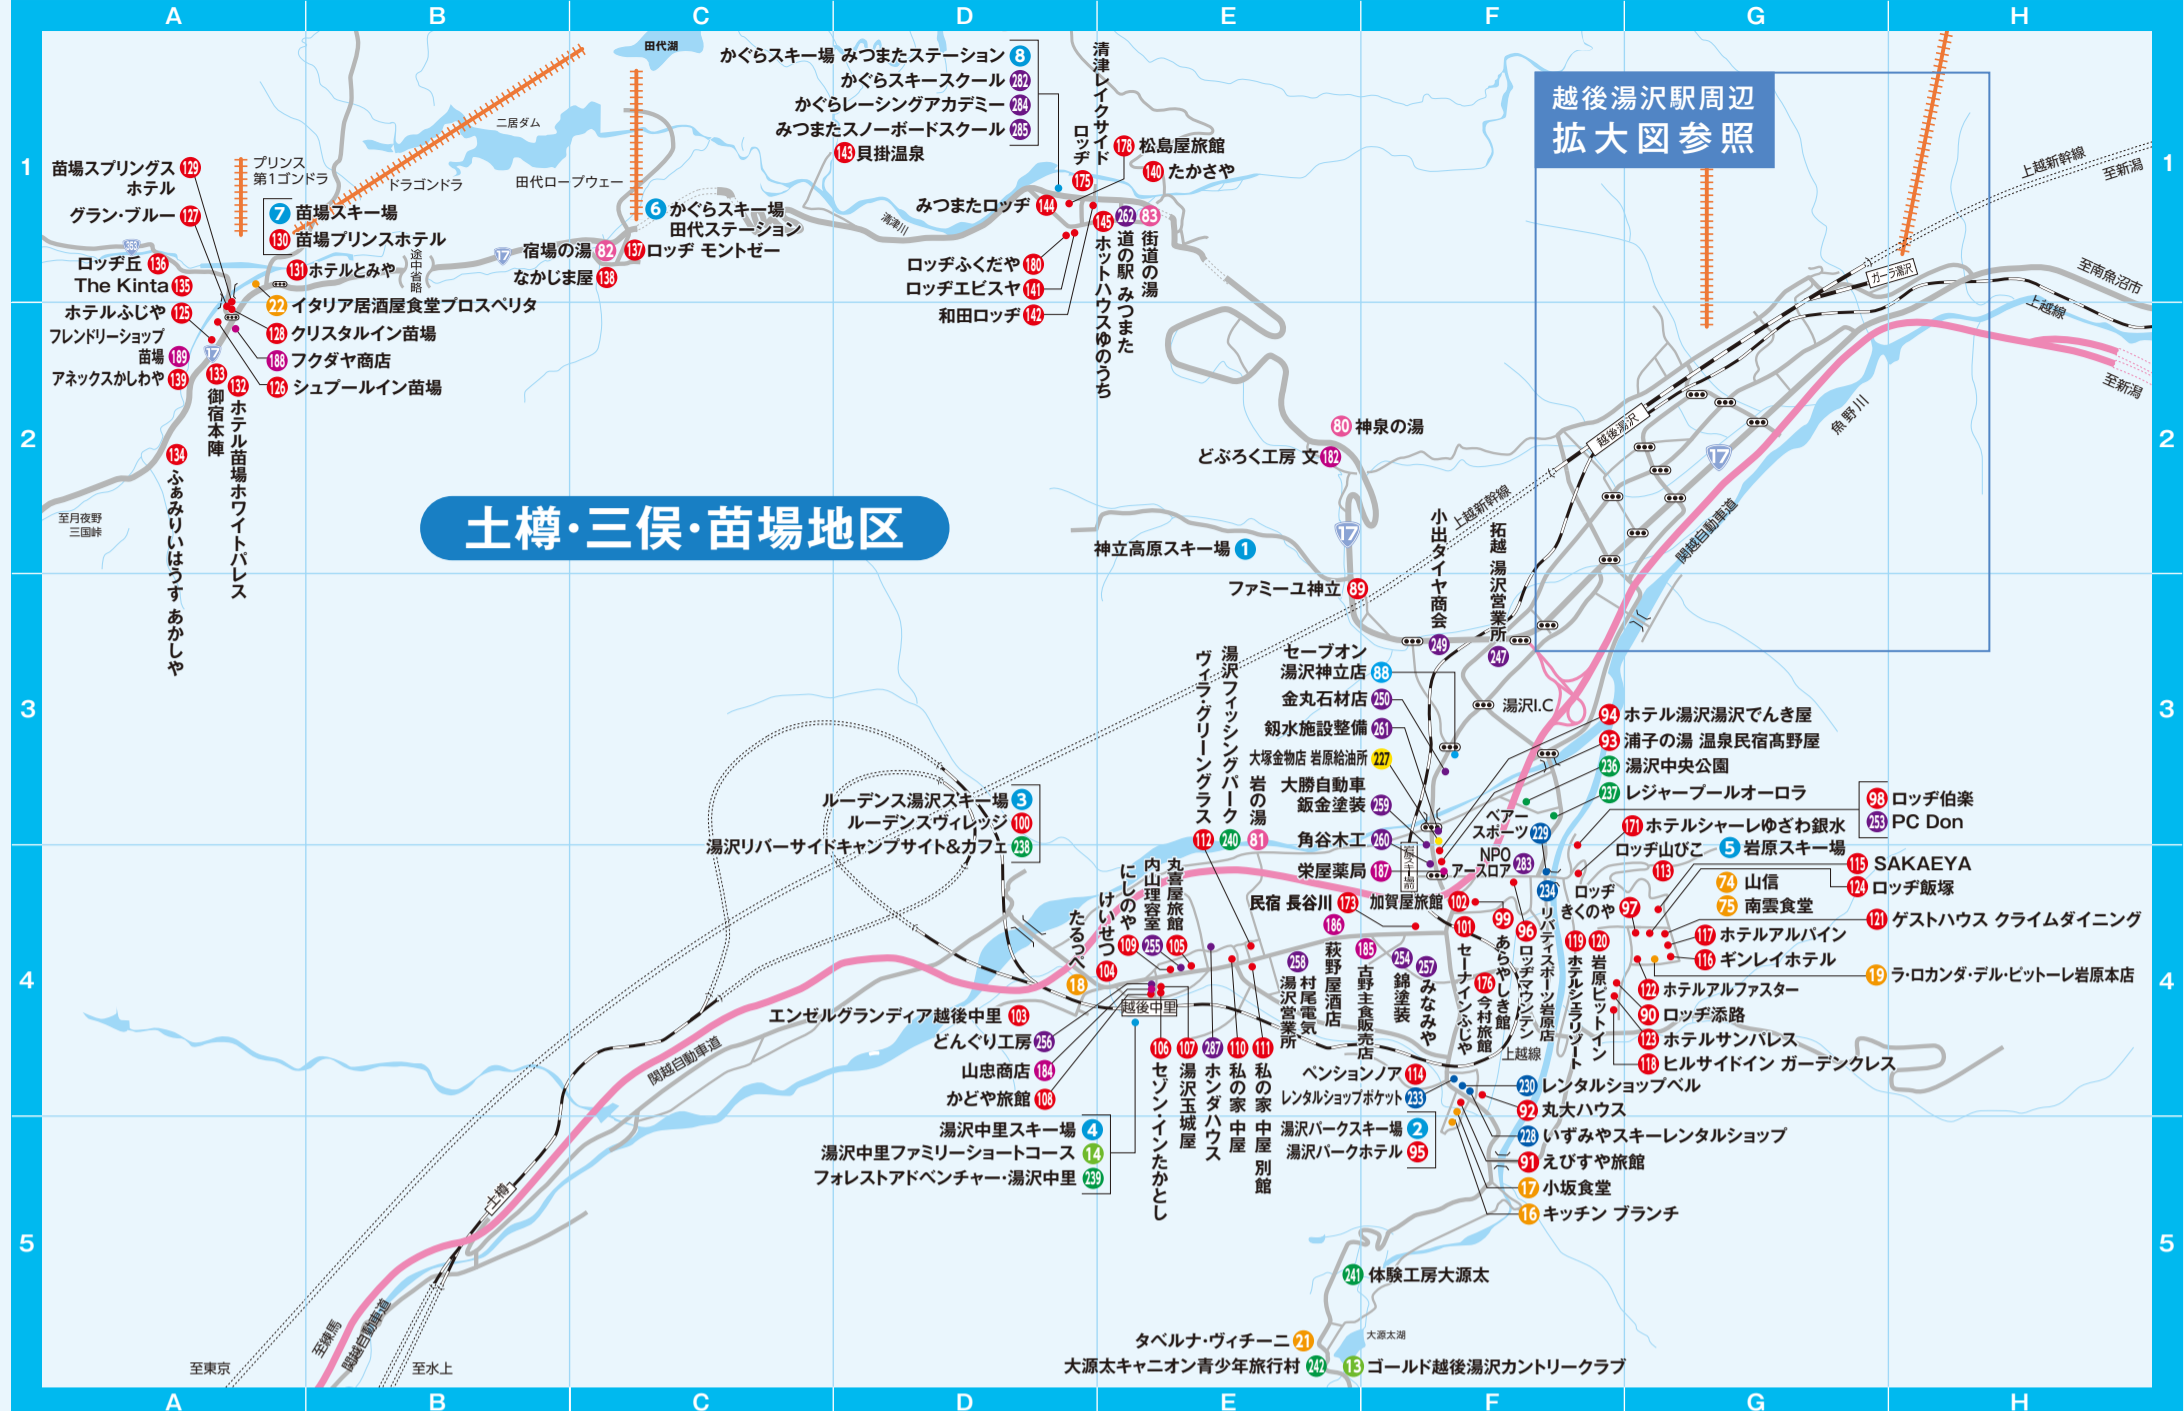 A B C D E F G H
1
2
3
4
5
1
2
3
4
5
A B C D E F G H
土樽・三俣・苗場地区
越後湯沢駅周辺
拡大図参照
苗場スプリングス 129
ホテル
グラン・ブルー 127
プリンス
第1ゴンドラ
7 苗場スキー場
130 苗場プリンスホテル
353
ロッヂ丘 136
The Kinta 135
131 ホテルとみや
途中省略
17
22 イタリア居酒屋食堂プロスペリタ
ホテルふじや 125
フレンドリーショップ
苗場 189
17
128 クリスタルイン苗場
188 フクダヤ商店
アネックスかしわや 139
133 御宿本陣
132 ホテル苗場ホワイトパレス
126 シュプールイン苗場
134 ふぁみりいはうす あかしや
至月夜野
三国峠
ドラゴンドラ
二居ダム
田代ロープウェー
田代湖
6 かぐらスキー場
田代ステーション
宿場の湯 82
137 ロッヂ モントゼー
なかじま屋 138
かぐらスキー場 みつまたステーション 8
かぐらスキースクール 282
かぐらレーシングアカデミー 284
みつまたスノーボードスクール 285
143 貝掛温泉
清津川
清津レイクサイド
ロッヂ 175
178 松島屋旅館
140 たかさや
みつまたロッヂ 144
145 ホットハウスゆのうち
262 道の駅 みつまた
83 街道の湯
ロッヂふくだや 180
ロッヂエビスヤ 141
和田ロッヂ 142
80 神泉の湯
どぶろく工房 文 182
17
神立高原スキー場 1
ファミーユ神立 89
上越新幹線
小出タイヤ商会 249
拓越 湯沢営業所 247
上越新幹線
至新潟
ガーラ湯沢
至南魚沼市
上越線
至新潟
越後湯沢
17
魚野川
関越自動車道
湯沢I.C
セーブオン
湯沢神立店 88
金丸石材店 250
釼水施設整備 261
大塚金物店 岩原給油所 227
大勝自動車
鈑金塗装 259
角谷木工 260
栄屋薬局 187
94 ホテル湯沢湯沢でんき屋
93 浦子の湯 温泉民宿髙野屋
236 湯沢中央公園
237 レジャープールオーロラ
98 ロッヂ伯楽
253 PC Don
ベアー
スポーツ 229
171 ホテルシャーレゆざわ銀水
NPO
アースロア 283
ロッヂ山びこ 113
5 岩原スキー場
115 SAKAEYA
74 山信
124 ロッヂ飯塚
75 南雲食堂
234 リバティスポーツ岩原店
ロッヂ
きくのや 97
121 ゲストハウス クライムダイニング
117 ホテルアルパイン
116 ギンレイホテル
19 ラ・ロカンダ・デル・ピットーレ岩原本店
122 ホテルアルファスター
90 ロッヂ添路
123 ホテルサンパレス
118 ヒルサイドイン ガーデンクレス
119 ホテルシェラリゾート
120 岩原ピットイン
加賀屋旅館 102
101 セーナインふじや
99 あらやしき館
96 ロッヂマウンテン
176 今村旅館
民宿 長谷川 173
186 萩野屋酒店
185 古野主食販売店
254 錦塗装
257 みなみや
258 村尾電気
湯沢営業所
ヴィラ・グリーングラス 112
湯沢フィッシングパーク 240
岩の湯 81
ルーデンス湯沢スキー場 3
ルーデンスヴィレッジ 100
湯沢リバーサイドキャンプサイト&カフェ 238
たるっぺ 18
けいせつ 104
にしのや 109
内山理容室 255
丸喜屋旅館 105
越後中里
エンゼルグランディア越後中里 103
どんぐり工房 256
山忠商店 184
かどや旅館 108
106 セゾン・インたかとし
107 湯沢玉城屋
287 ホンダハウス
110 私の家 中屋
111 私の家 中屋 別館
湯沢中里スキー場 4
湯沢中里ファミリーショートコース 14
フォレストアドベンチャー・湯沢中里 239
上越線
ペンションノア 114
レンタルショップポケット 233
湯沢パークスキー場 2
湯沢パークホテル 95
230 レンタルショップベル
92 丸大ハウス
228 いずみやスキーレンタルショップ
91 えびすや旅館
17 小坂食堂
16 キッチン ブランチ
241 体験工房大源太
タベルナ・ヴィチーニ 21
大源太湖
大源太キャニオン青少年旅行村 242
13 ゴールド越後湯沢カントリークラブ
関越自動車道
土樽
至練馬
関越自動車道
至東京
至水上